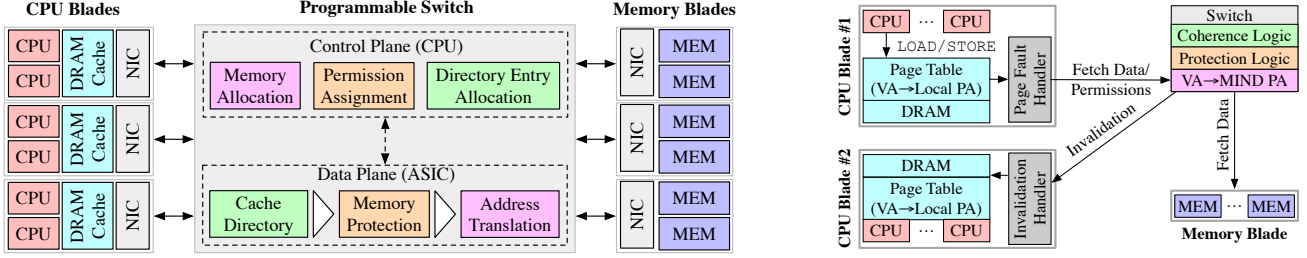 CPU Blades
Programmable Switch
Memory Blades
CPU
CPU
DRAM
Cache
NIC
CPU
CPU
DRAM
Cache
NIC
CPU
CPU
DRAM
Cache
NIC
Control Plane (CPU)
Memory
Allocation
Permission
Assignment
Directory Entry
Allocation
Data Plane (ASIC)
Cache
Directory
Memory
Protection
Address
Translation
NIC
MEM
MEM
NIC
MEM
MEM
NIC
MEM
MEM
CPU Blade #1
CPU ... CPU
LOAD/STORE
Page Table
(VA→Local PA)
DRAM
Page Fault
Handler
Fetch Data/
Permissions
Switch
Coherence Logic
Protection Logic
VA→MIND PA
Invalidation
Fetch Data
CPU Blade #2
DRAM
Page Table
(VA→Local PA)
CPU ... CPU
Invalidation
Handler
MEM ... MEM
Memory Blade